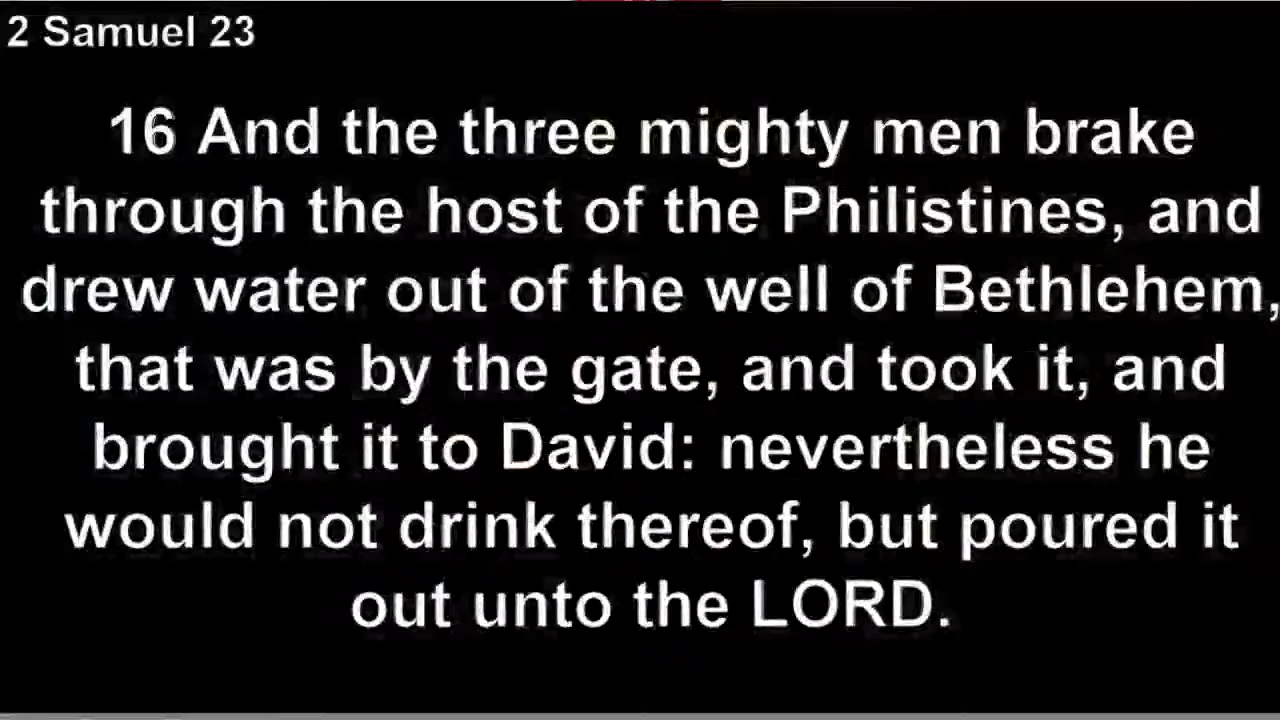 2 Samuel 23
16 And the three mighty men brake
through the host of the Philistines, and
drew water out of the well of Bethlehem,
that was by the gate, and took it, and
brought it to David: nevertheless he
would not drink thereof, but poured it
out unto the LORD.